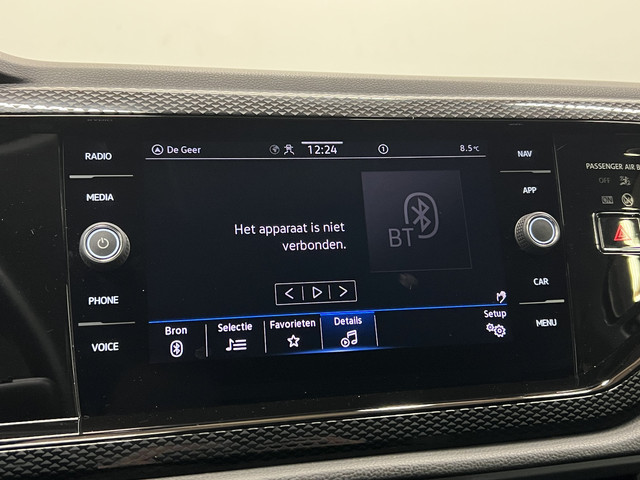 RADIO
MEDIA
PHONE
VOICE
De Geer
12:24
1
8.5°C
Het apparaat is niet
verbonden.
BT
Bron
Selectie
Favorieten
Details
Setup
NAV
APP
CAR
MENU
PASSENGER AIR B
OFF